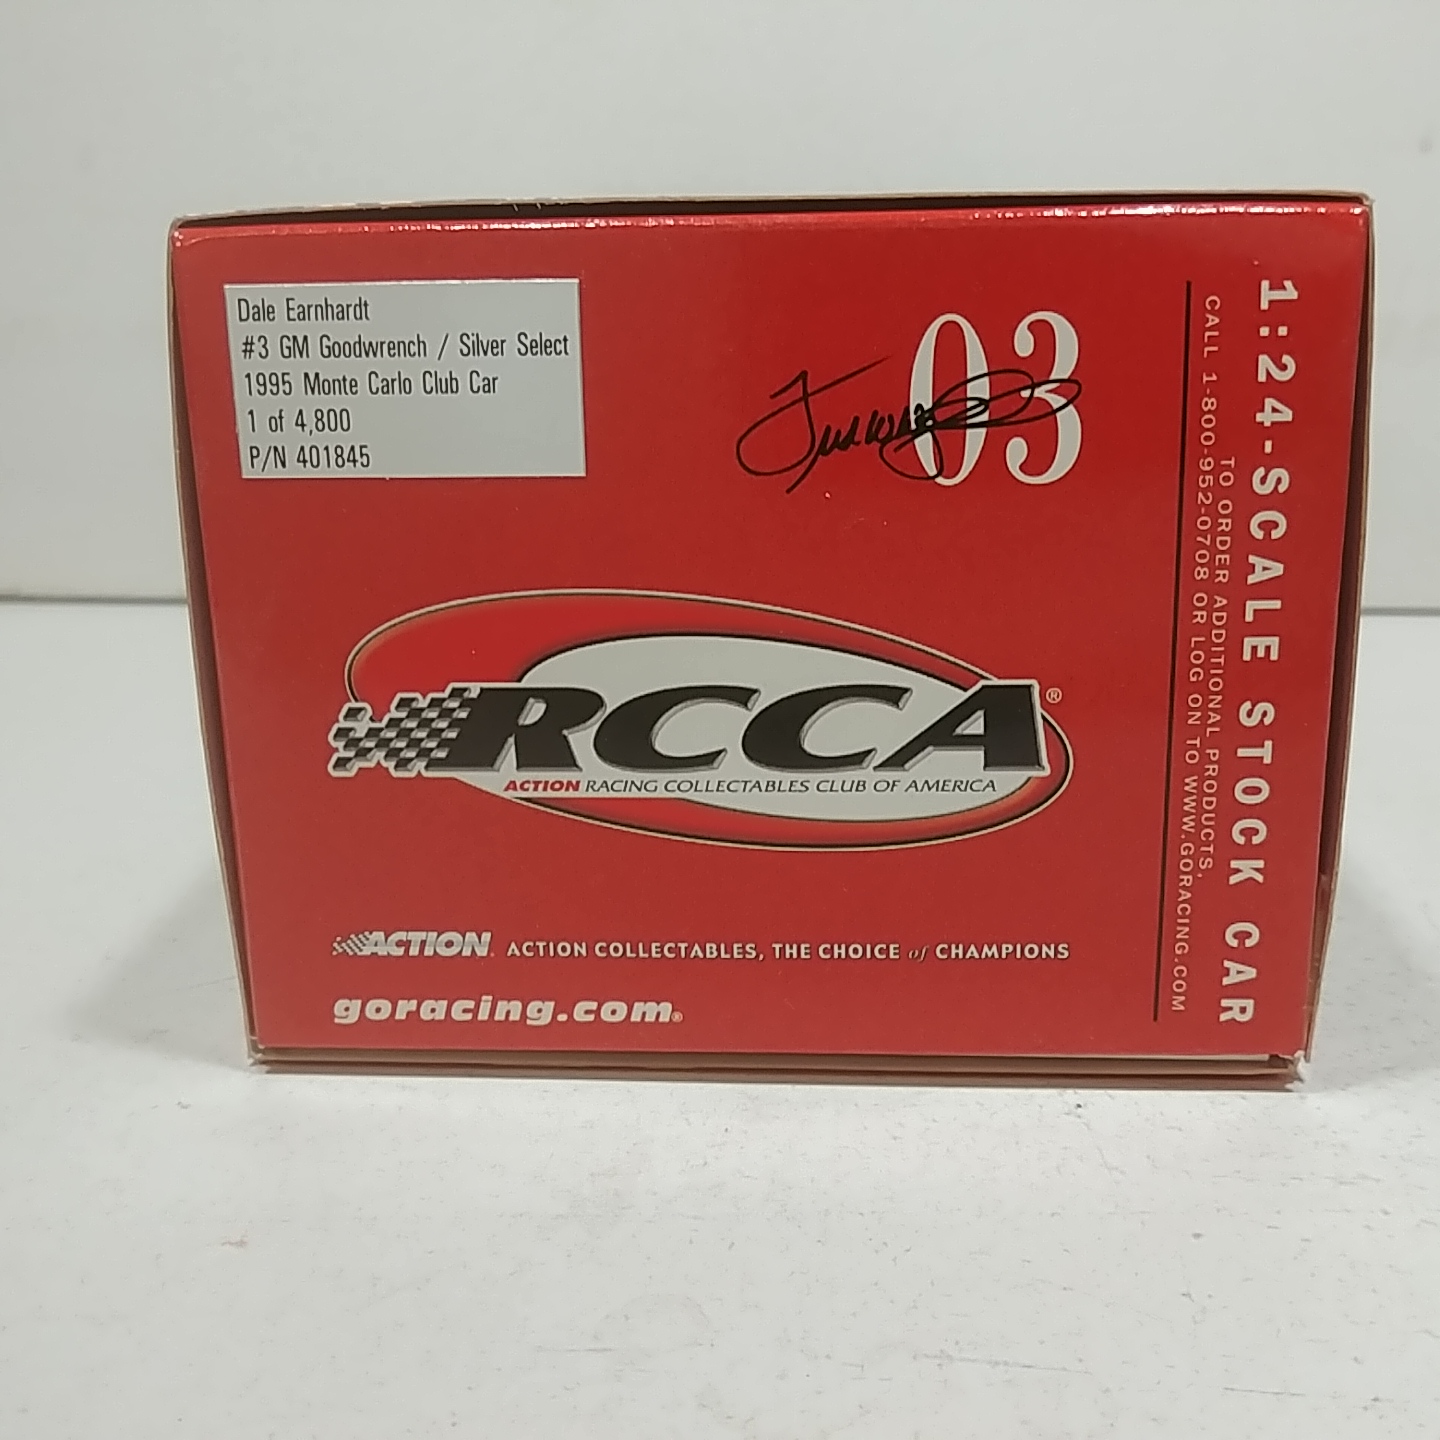 Dale Earnhardt
#3 GM Goodwrench / Silver Select
1995 Monte Carlo Club Car
1 of 4,800
P/N 401845
03
RCCA®
ACTION RACING COLLECTABLES CLUB OF AMERICA
ACTION ACTION COLLECTABLES, THE CHOICE of CHAMPIONS
goracing.com®
1:24-SCALE STOCK CAR
TO ORDER ADDITIONAL PRODUCTS,
CALL 1-800-952-0708 OR LOG ON TO WWW.GORACING.COM